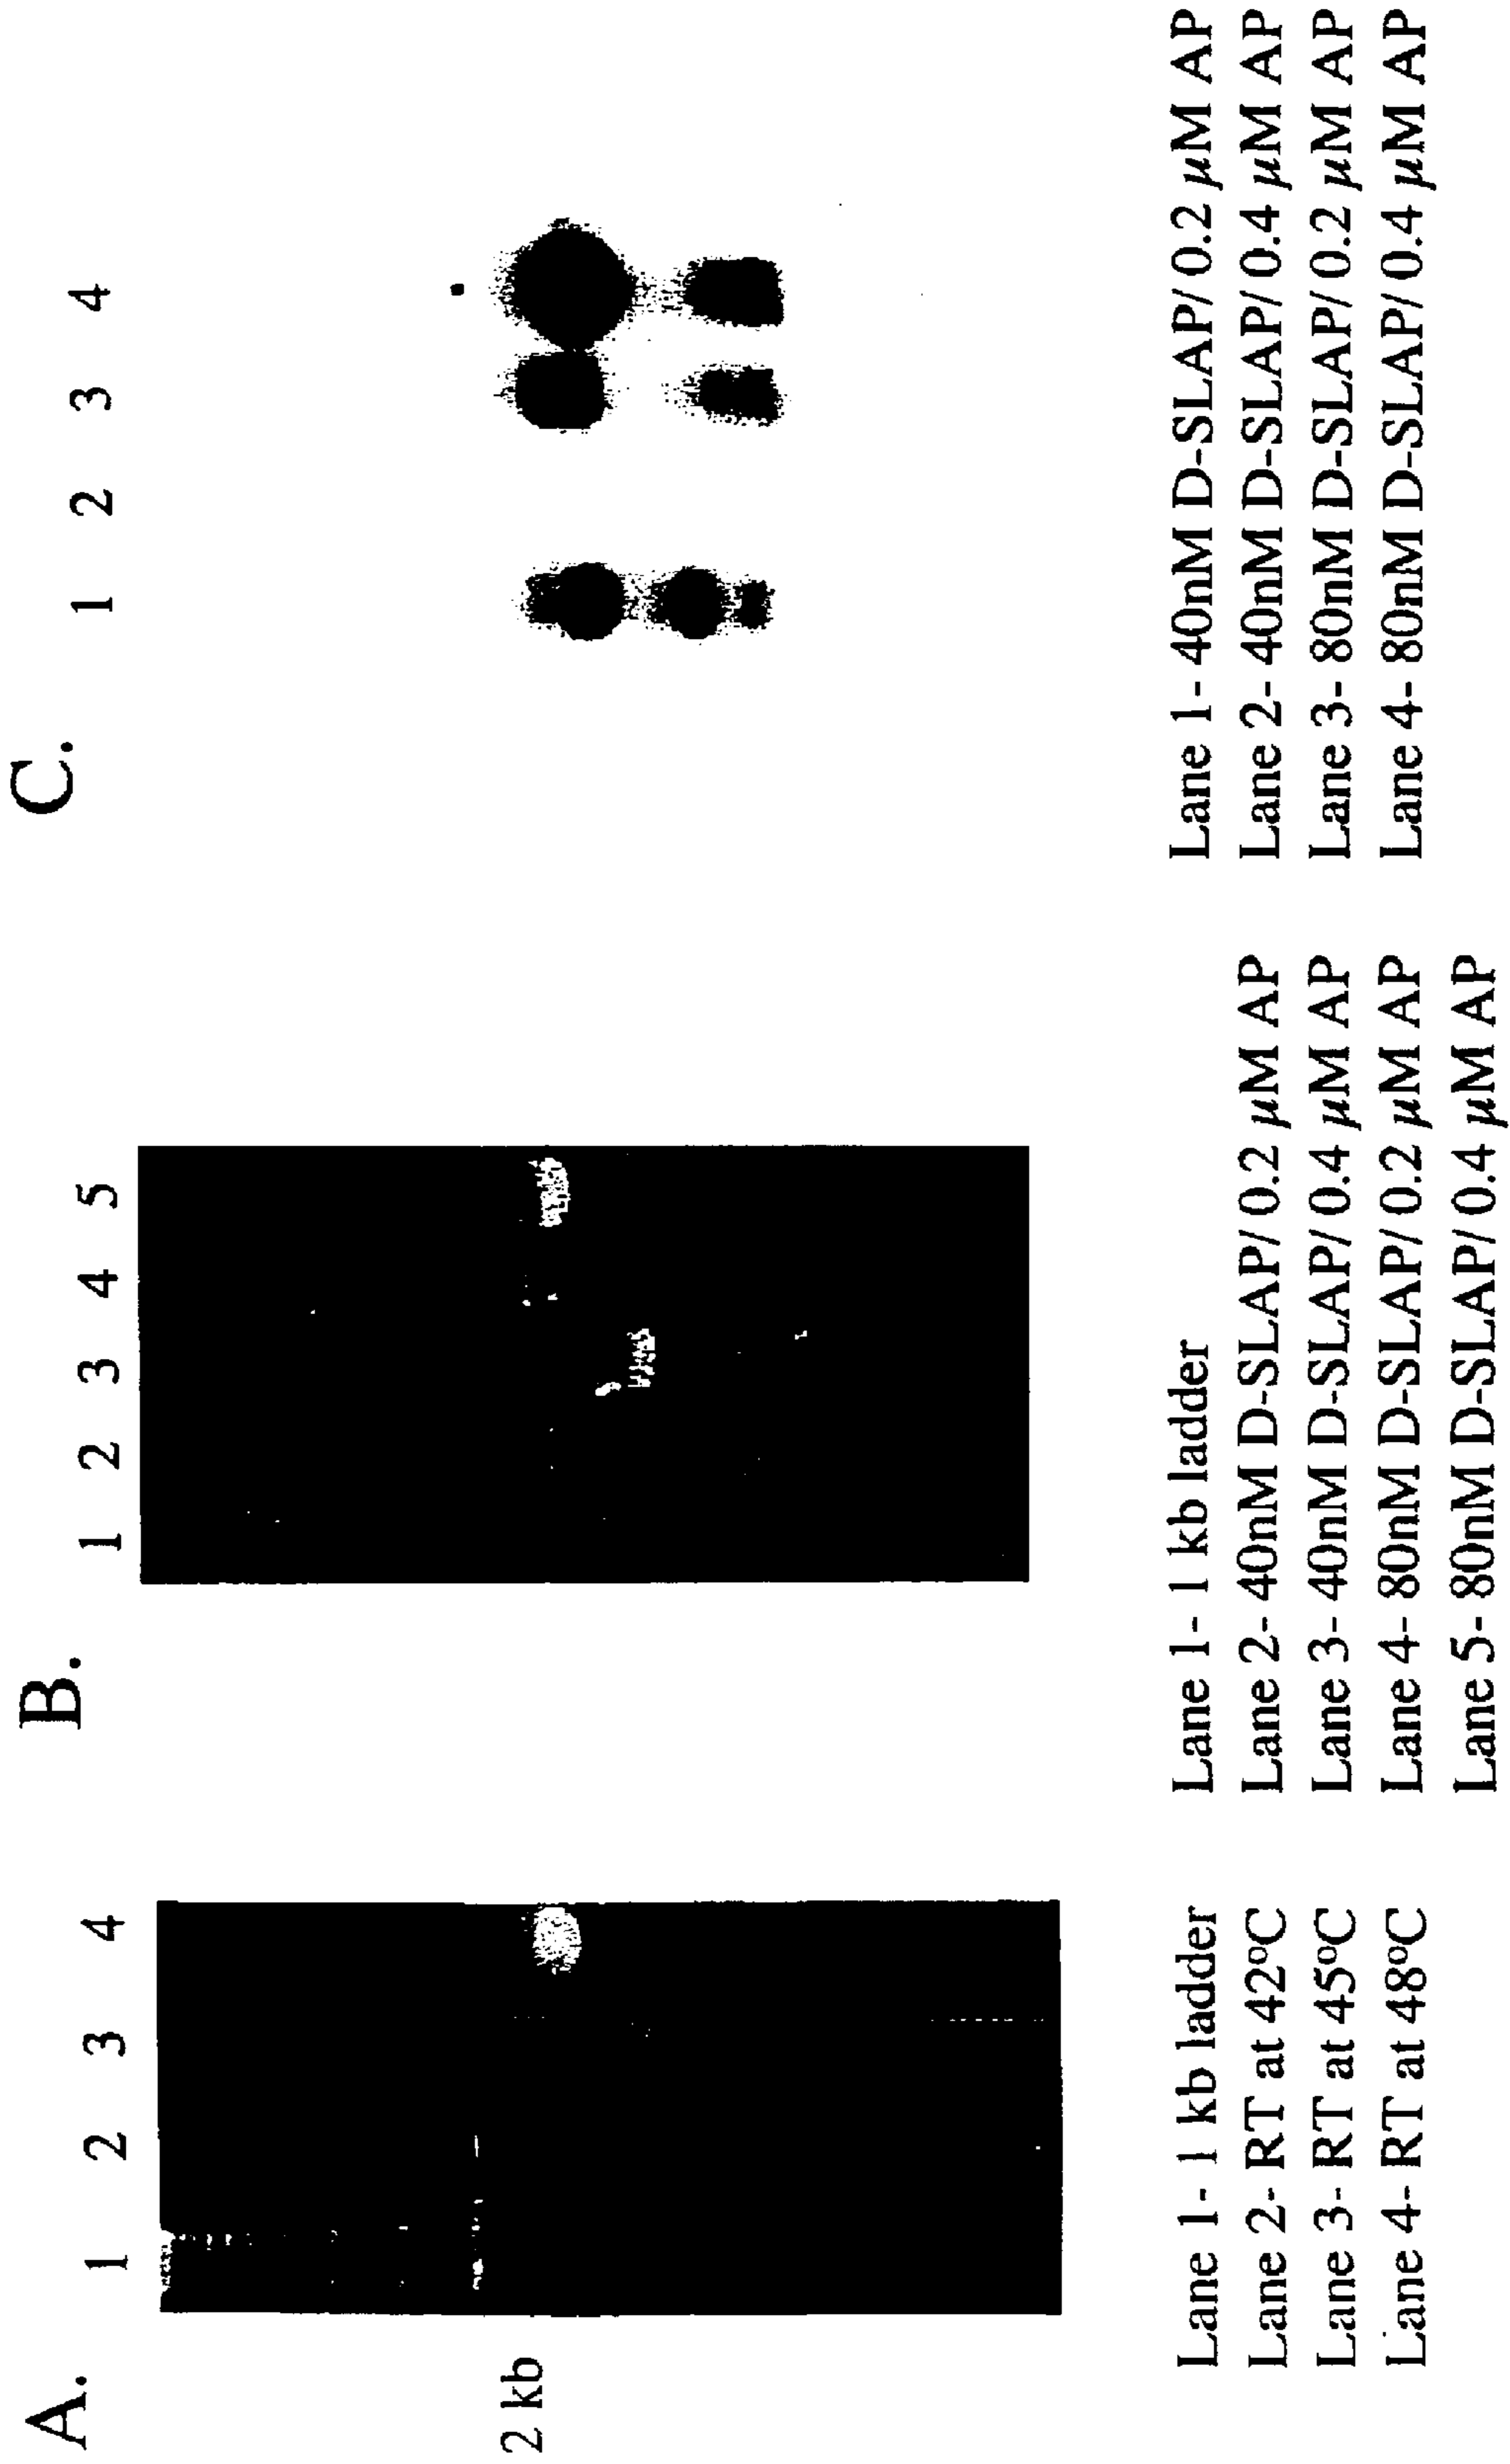 A.
1 2 3 4
2 kb
Lane 1- 1 kb ladder
Lane 2- RT at 42ºC
Lane 3- RT at 45ºC
Lane 4- RT at 48ºC
B.
1 2 3 4 5
Lane 1- 1 kb ladder
Lane 2- 40nM D-SLAP/ 0.2 µM AP
Lane 3- 40nM D-SLAP/ 0.4 µM AP
Lane 4- 80nM D-SLAP/ 0.2 µM AP
Lane 5- 80nM D-SLAP/ 0.4 µM AP
C.
1 2 3 4
Lane 1- 40nM D-SLAP/ 0.2 µM AP
Lane 2- 40nM D-SLAP/ 0.4 µM AP
Lane 3- 80nM D-SLAP/ 0.2 µM AP
Lane 4- 80nM D-SLAP/ 0.4 µM AP